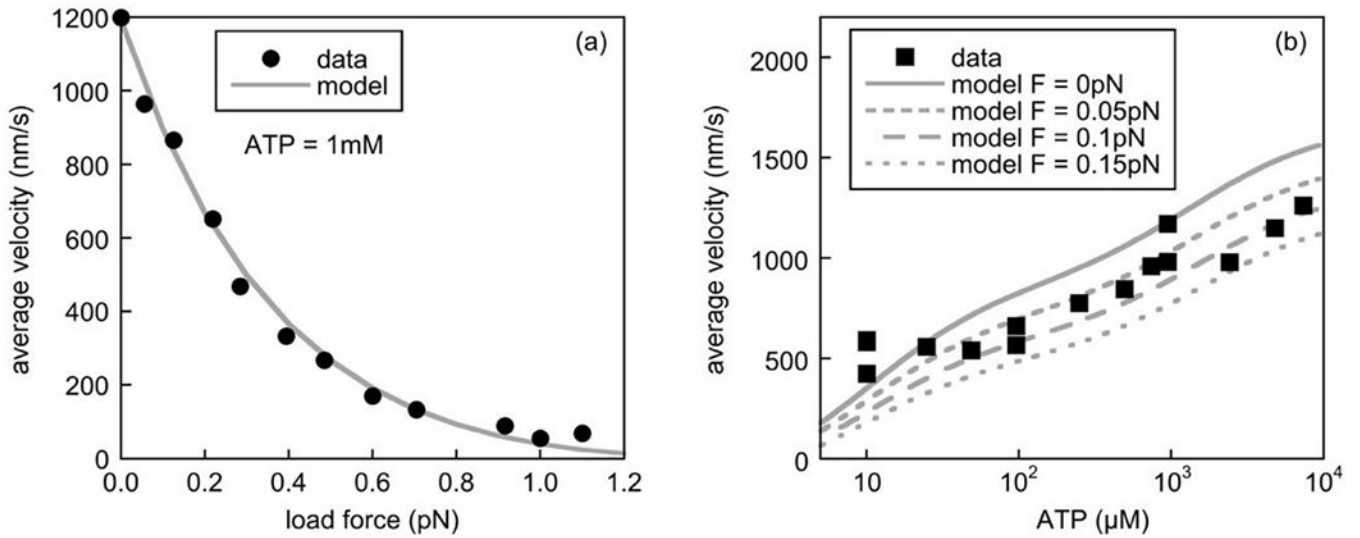 (a)
data
model
ATP = 1mM
average velocity (nm/s)
1200
1000
800
600
400
200
0
0.0 0.2 0.4 0.6 0.8 1.0 1.2
load force (pN)
(b)
data
model F = 0pN
model F = 0.05pN
model F = 0.1pN
model F = 0.15pN
average velocity (nm/s)
2000
1500
1000
500
0
10 10² 10³ 10⁴
ATP (µM)